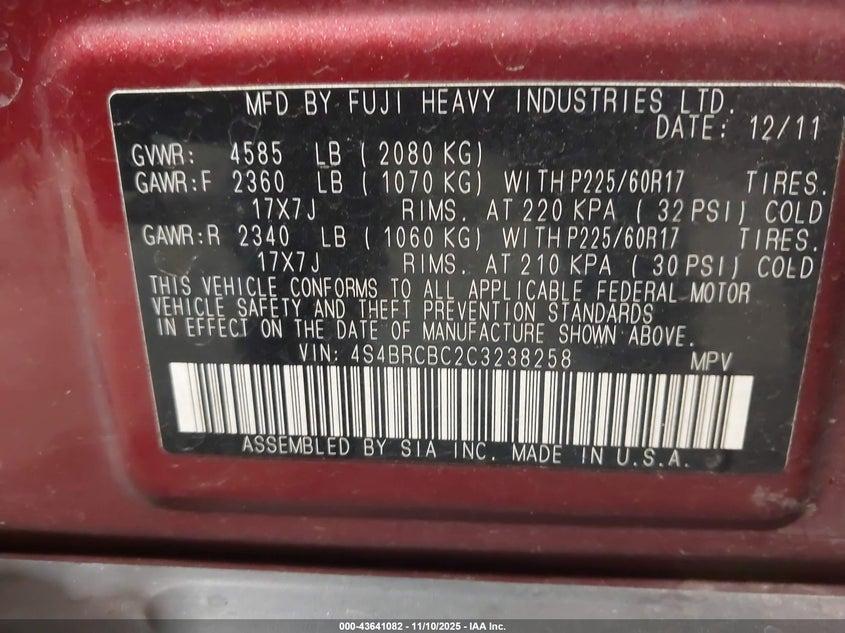 MFD BY FUJI HEAVY INDUSTRIES LTD.
DATE: 12/11
GVWR: 4585 LB (2080 KG)
GAWR:F 2360 LB (1070 KG) WITH P225/60R17 TIRES.
17X7J RIMS. AT 220 KPA (32 PSI) COLD
GAWR:R 2340 LB (1060 KG) WITH P225/60R17 TIRES.
17X7J RIMS. AT 210 KPA (30 PSI) COLD
THIS VEHICLE CONFORMS TO ALL APPLICABLE FEDERAL MOTOR
VEHICLE SAFETY AND THEFT PREVENTION STANDARDS
IN EFFECT ON THE DATE OF MANUFACTURE SHOWN ABOVE.
VIN: 4S4BRCBC2C3238258 MPV
ASSEMBLED BY SIA INC. MADE IN U.S.A.
000-43641082 - 11/10/2025 - IAA Inc.